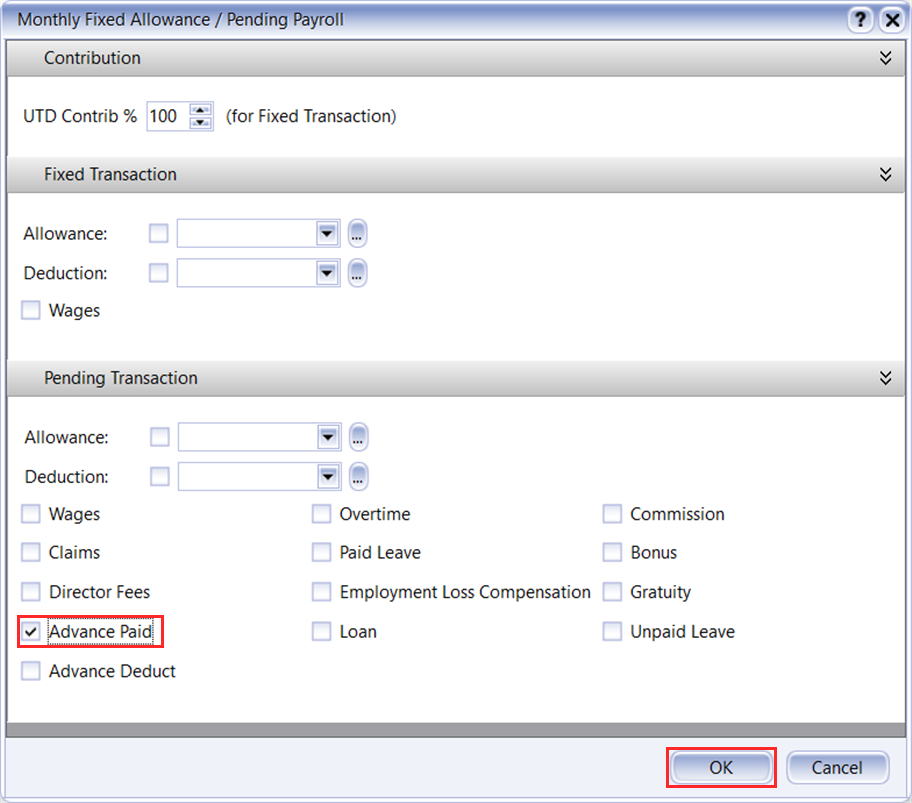 Monthly Fixed Allowance / Pending Payroll ?
Contribution
UTD Contrib % 100 (for Fixed Transaction)
Fixed Transaction
Allowance: ...
Deduction: ...
Wages
Pending Transaction
Allowance: ...
Deduction: ...
Wages Overtime Commission
Claims Paid Leave Bonus
Director Fees Employment Loss Compensation Gratuity
Advance Paid Loan Unpaid Leave
Advance Deduct
OK Cancel